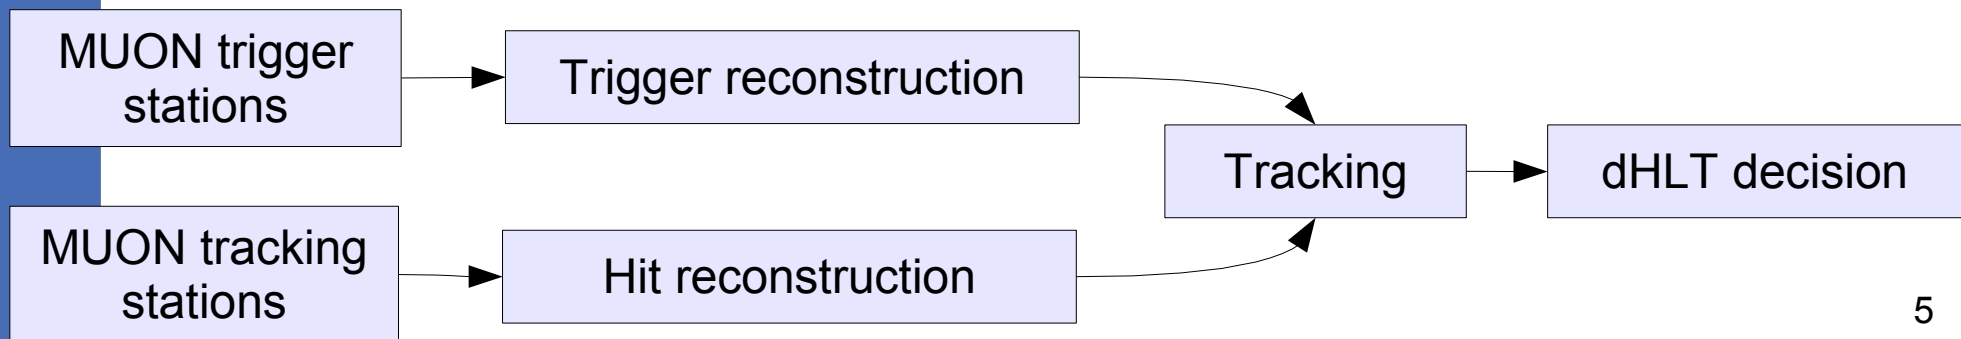 MUON trigger
stations
Trigger reconstruction
Tracking
dHLT decision
MUON tracking
stations
Hit reconstruction
5